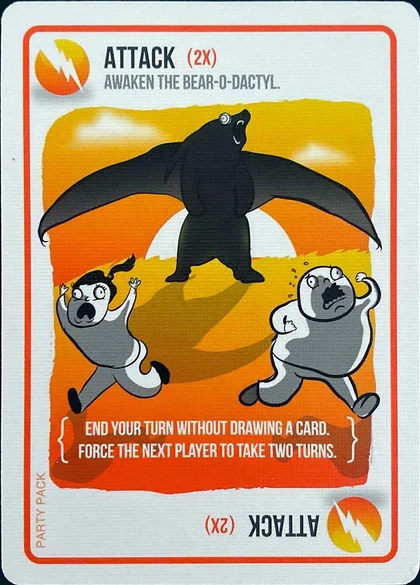 ATTACK (2X)
AWAKEN THE BEAR-O-DACTYL.
{ END YOUR TURN WITHOUT DRAWING A CARD.
FORCE THE NEXT PLAYER TO TAKE TWO TURNS. }
PARTY PACK
ATTACK (2X)